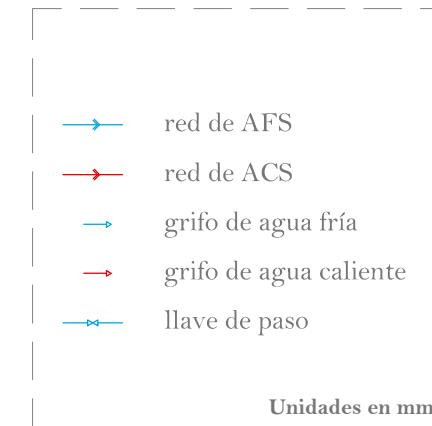 red de AFS
red de ACS
grifo de agua fría
grifo de agua caliente
llave de paso
Unidades en mm